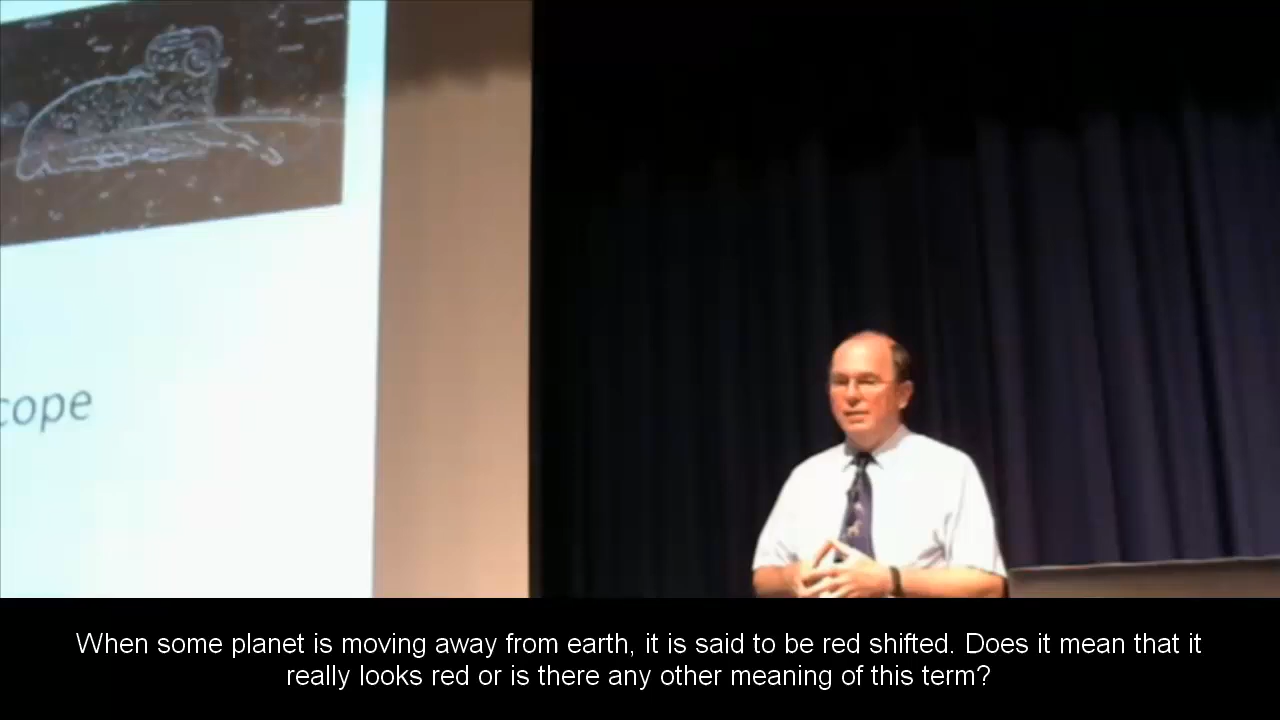 cope
When some planet is moving away from earth, it is said to be red shifted. Does it mean that it
really looks red or is there any other meaning of this term?